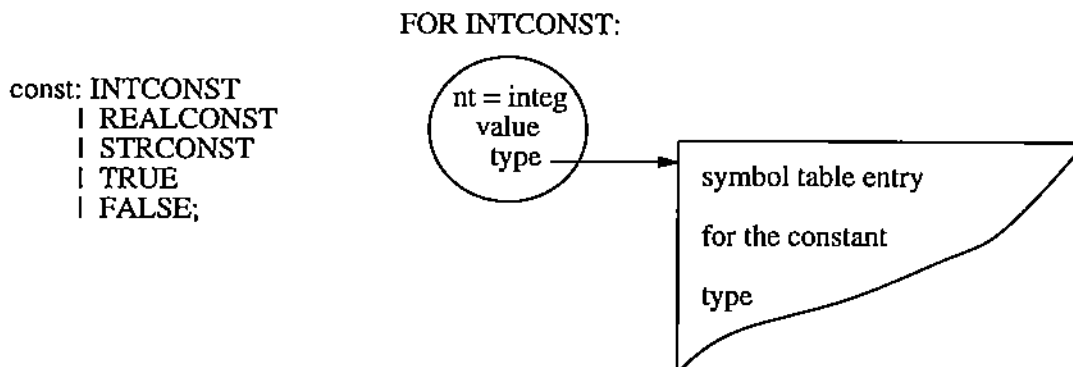 FOR INTCONST:
const: INTCONST
| REALCONST
| STRCONST
| TRUE
| FALSE;
nt = integ
value
type
symbol table entry
for the constant
type